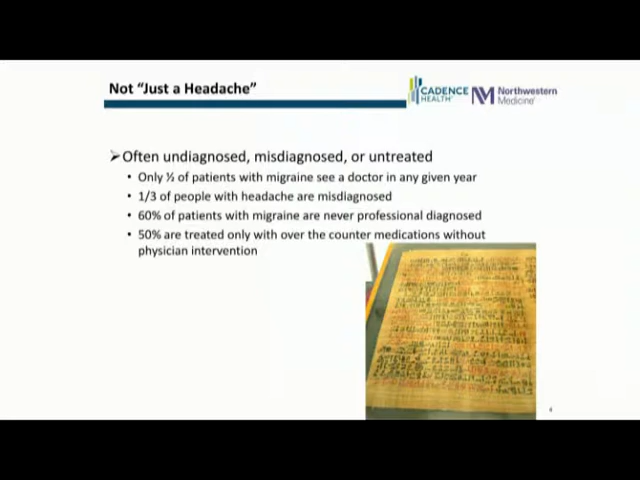 Not “Just a Headache”
CADENCE
HEALTH
NM
Northwestern
Medicine
➢Often undiagnosed, misdiagnosed, or untreated
• Only ½ of patients with migraine see a doctor in any given year
• 1/3 of people with headache are misdiagnosed
• 60% of patients with migraine are never professional diagnosed
• 50% are treated only with over the counter medications without
physician intervention